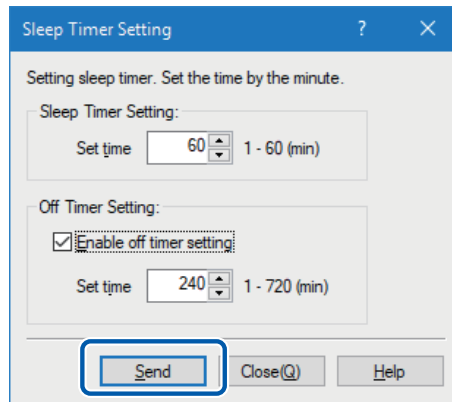 Sleep Timer Setting ? ×
Setting sleep timer. Set the time by the minute.
Sleep Timer Setting:
Set time 60 1 - 60 (min)
Off Timer Setting:
Enable off timer setting
Set time 240 1 - 720 (min)
Send Close(Q) Help